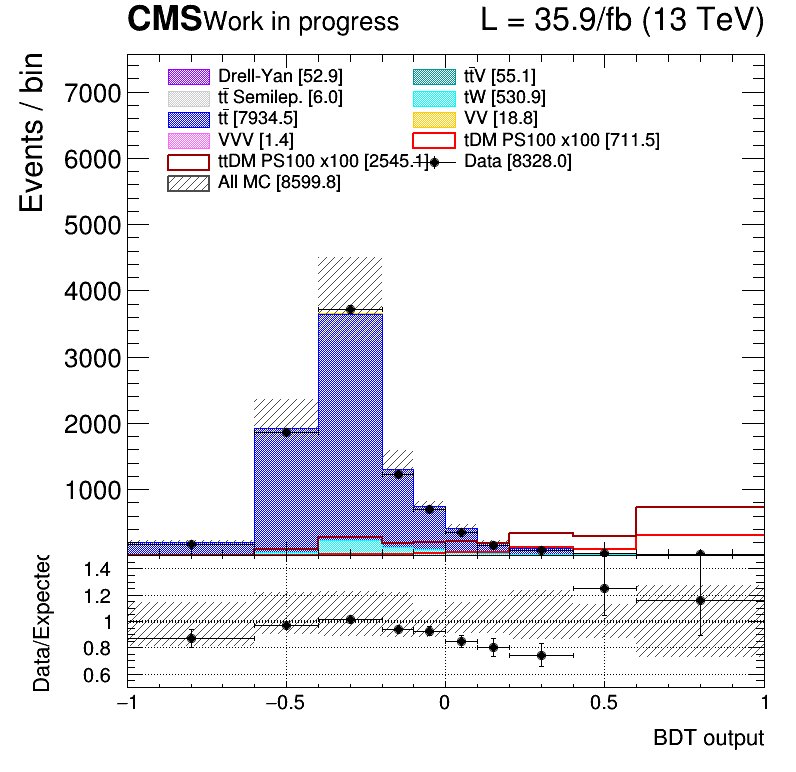 CMS Work in progress L = 35.9/fb (13 TeV)
Events / bin
Drell-Yan [52.9] tt̄V [55.1]
tt̄ Semilep. [6.0] tW [530.9]
tt̄ [7934.5] VV [18.8]
VVV [1.4] tDM PS100 x100 [711.5]
ttDM PS100 x100 [2545.1] Data [8328.0]
All MC [8599.8]
7000
6000
5000
4000
3000
2000
1000
Data/Expected
1.4
1.2
1
0.8
0.6
−1 −0.5 0 0.5 1
BDT output